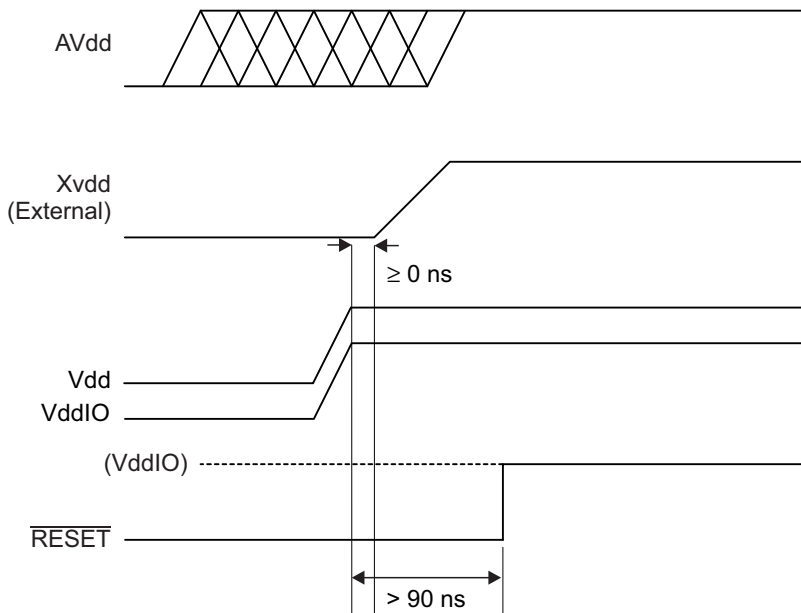 AVdd
Xvdd
(External)
≥ 0 ns
Vdd
VddIO
(VddIO)
RESET
> 90 ns